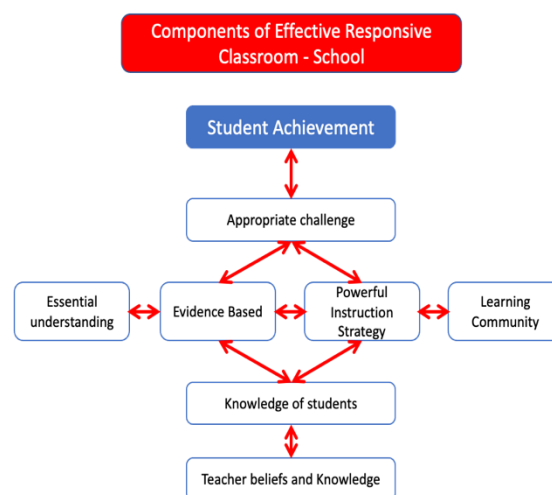 Components of Effective Responsive
Classroom - School
Student Achievement
Appropriate challenge
Essential
understanding
Evidence Based
Powerful
Instruction
Strategy
Learning
Community
Knowledge of students
Teacher beliefs and Knowledge